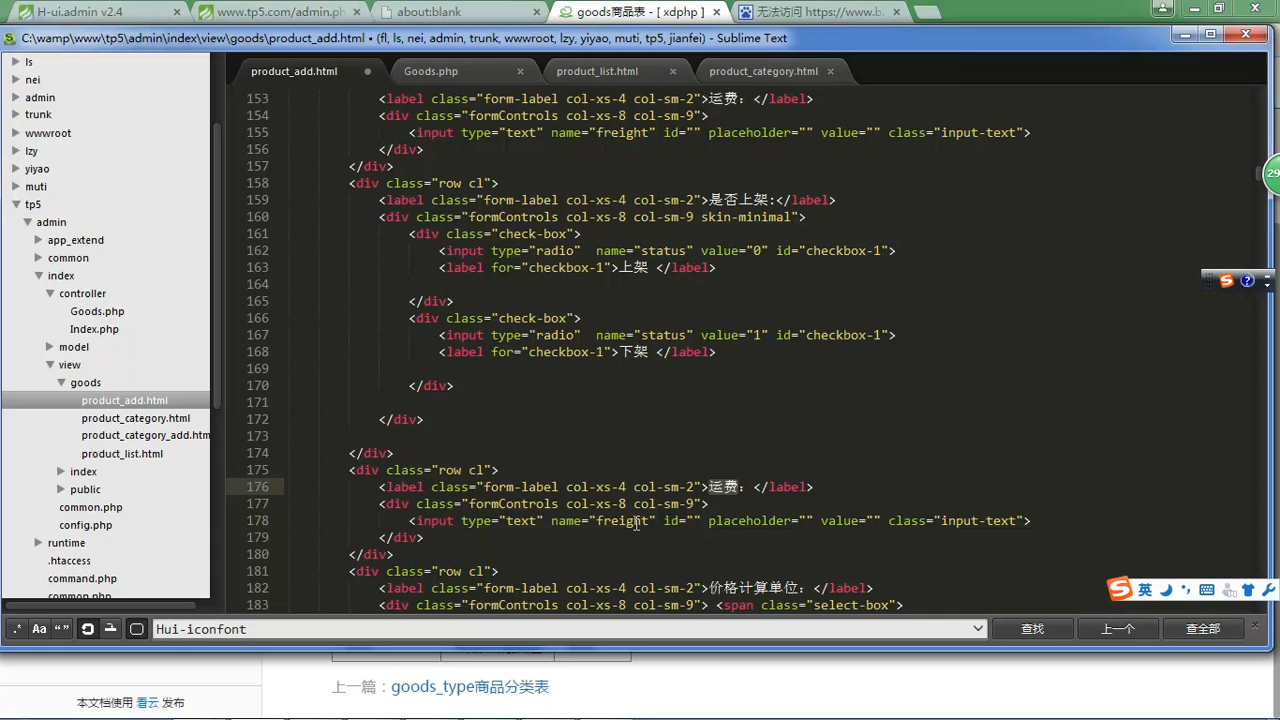 H-ui.admin v2.4 × www.tp5.com/admin.ph × about:blank × goods商品表 - [ xdphp ] × 无法访问 https://www.b ×
C:\wamp\www\tp5\admin\index\view\goods\product_add.html • (fl, ls, nei, admin, trunk, wwwroot, lzy, yiyao, muti, tp5, jianfei) - Sublime Text
product_add.html Goods.php × product_list.html × product_category.html ×
ls
nei
admin
trunk
wwwroot
lzy
yiyao
muti
tp5
admin
app_extend
common
index
controller
Goods.php
Index.php
model
view
goods
product_add.html
product_category.html
product_category_add.htm
product_list.html
index
public
common.php
config.php
runtime
.htaccess
command.php
153 <label class="form-label col-xs-4 col-sm-2">运费：</label>
154 <div class="formControls col-xs-8 col-sm-9">
155 <input type="text" name="freight" id="" placeholder="" value="" class="input-text">
156 </div>
157 </div>
158 <div class="row cl">
159 <label class="form-label col-xs-4 col-sm-2">是否上架:</label>
160 <div class="formControls col-xs-8 col-sm-9 skin-minimal">
161 <div class="check-box">
162 <input type="radio"  name="status" value="0" id="checkbox-1">
163 <label for="checkbox-1">上架 </label>
164
165 </div>
166 <div class="check-box">
167 <input type="radio"  name="status" value="1" id="checkbox-1">
168 <label for="checkbox-1">下架 </label>
169
170 </div>
171
172 </div>
173
174 </div>
175 <div class="row cl">
176 <label class="form-label col-xs-4 col-sm-2">运费：</label>
177 <div class="formControls col-xs-8 col-sm-9">
178 <input type="text" name="freight" id="" placeholder="" value="" class="input-text">
179 </div>
180 </div>
181 <div class="row cl">
182 <label class="form-label col-xs-4 col-sm-2">价格计算单位：</label>
183 <div class="formControls col-xs-8 col-sm-9"> <span class="select-box">
29
英
.* Aa “” Hui-iconfont 查找 上一个 查全部 ×
上一篇：goods_type商品分类表
本文档使用 看云 发布